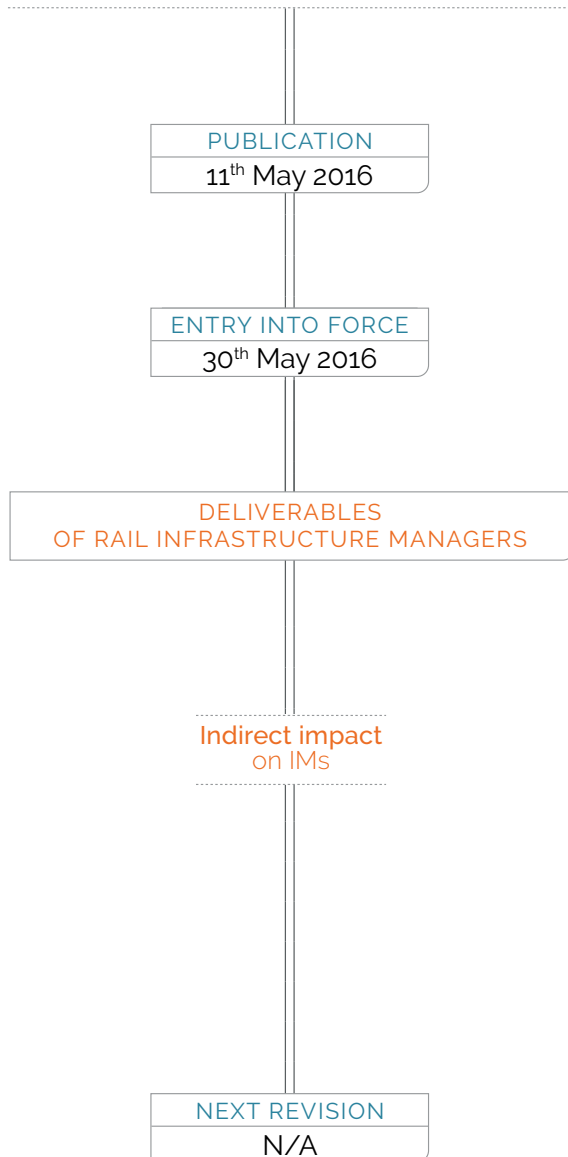 PUBLICATION
11th May 2016
ENTRY INTO FORCE
30th May 2016
DELIVERABLES
OF RAIL INFRASTRUCTURE MANAGERS
Indirect impact
on IMs
NEXT REVISION
N/A